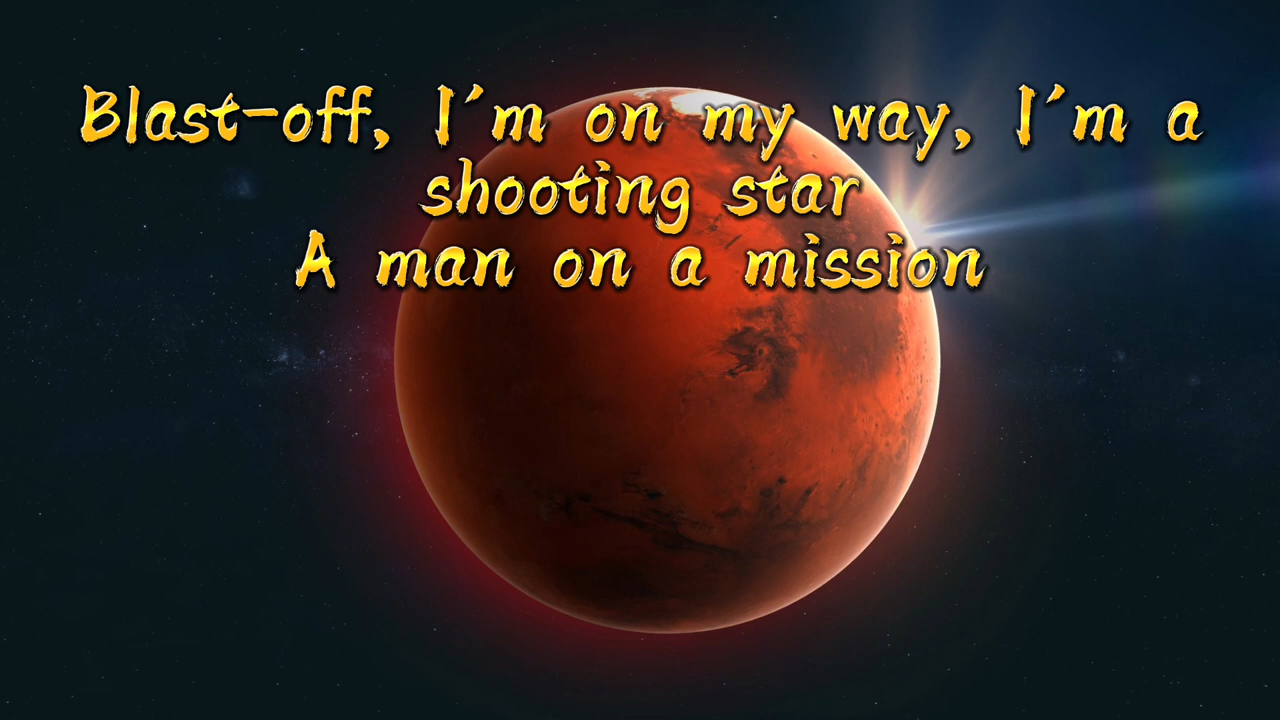 Blast-off, I'm on my way, I'm a
shooting star
A man on a mission